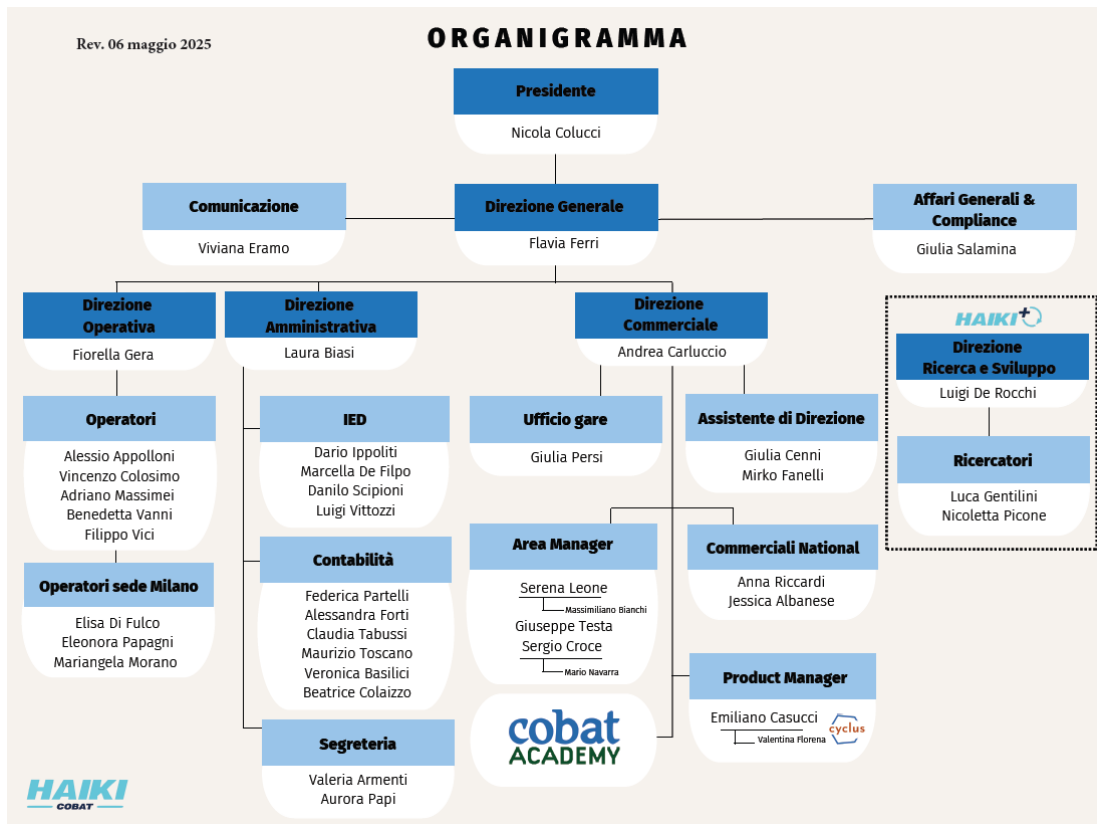 Rev. 06 maggio 2025
ORGANIGRAMMA
Presidente
Nicola Colucci
Comunicazione
Viviana Eramo
Direzione Generale
Flavia Ferri
Affari Generali &
Compliance
Giulia Salamina
Direzione
Operativa
Fiorella Gera
Direzione
Amministrativa
Laura Biasi
Direzione
Commerciale
Andrea Carluccio
HAIKI+
Direzione
Ricerca e Sviluppo
Luigi De Rocchi
Ricercatori
Luca Gentilini
Nicoletta Picone
Operatori
Alessio Appolloni
Vincenzo Colosimo
Adriano Massimei
Benedetta Vanni
Filippo Vici
Operatori sede Milano
Elisa Di Fulco
Eleonora Papagni
Mariangela Morano
IED
Dario Ippoliti
Marcella De Filpo
Danilo Scipioni
Luigi Vittozzi
Contabilità
Federica Partelli
Alessandra Forti
Claudia Tabussi
Maurizio Toscano
Veronica Basilici
Beatrice Colaizzo
Segreteria
Valeria Armenti
Aurora Papi
Ufficio gare
Giulia Persi
Assistente di Direzione
Giulia Cenni
Mirko Fanelli
Area Manager
Serena Leone
Massimiliano Bianchi
Giuseppe Testa
Sergio Croce
Mario Navarra
Commerciali National
Anna Riccardi
Jessica Albanese
Product Manager
Emiliano Casucci
Valentina Florena
cyclus
cobat
ACADEMY
HAIKI
COBAT